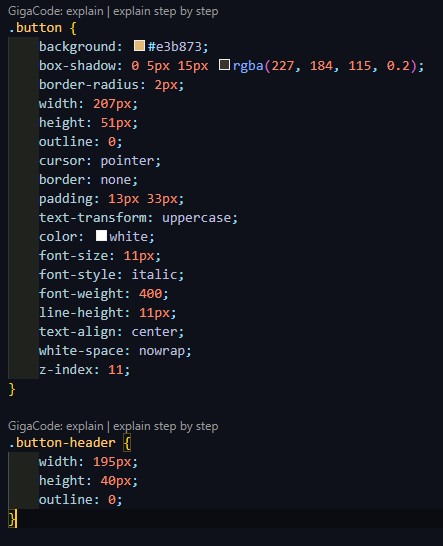 GigaCode: explain | explain step by step
.button {
background: #e3b873;
box-shadow: 0 5px 15px rgba(227, 184, 115, 0.2);
border-radius: 2px;
width: 207px;
height: 51px;
outline: 0;
cursor: pointer;
border: none;
padding: 13px 33px;
text-transform: uppercase;
color: white;
font-size: 11px;
font-style: italic;
font-weight: 400;
line-height: 11px;
text-align: center;
white-space: nowrap;
z-index: 11;
}
GigaCode: explain | explain step by step
.button-header {
width: 195px;
height: 40px;
outline: 0;
}